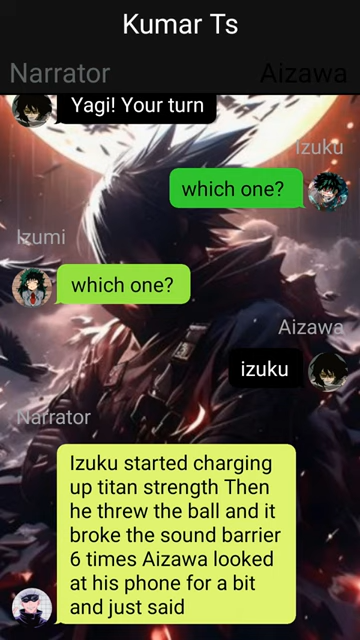 Kumar Ts
Narrator
Aizawa
Yagi! Your turn
Izuku
which one?
Izumi
which one?
Aizawa
izuku
Narrator
Izuku started charging
up titan strength Then
he threw the ball and it
broke the sound barrier
6 times Aizawa looked
at his phone for a bit
and just said